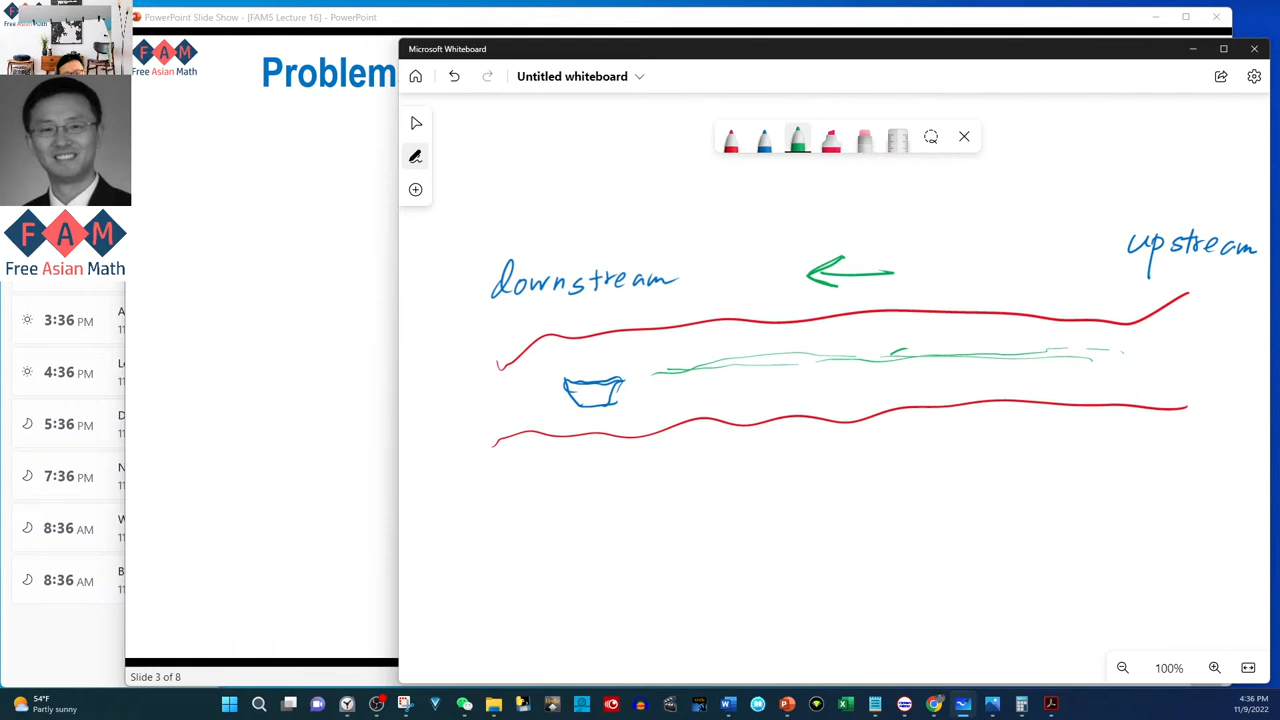 PowerPoint Slide Show - [FAM5 Lecture 16] - PowerPoint
FAM
Free Asian Math
Problem
Microsoft Whiteboard
Untitled whiteboard
FAM
Free Asian Math
upstream
downstream
3:36 PM
4:36 PM
5:36 PM
7:36 PM
8:36 AM
8:36 AM
Slide 3 of 8
100%
54°F
Partly sunny
4:36 PM
11/9/2022